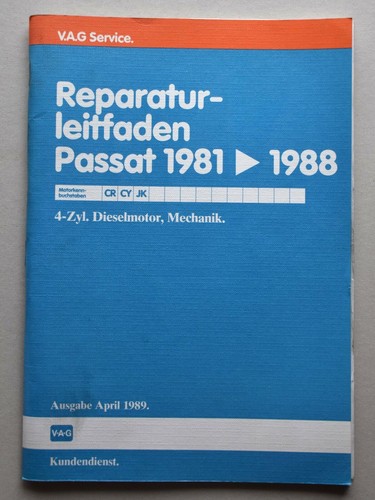 V.A.G Service.
Reparatur-
leitfaden
Passat 1981 ▶ 1988
Motorkenn-
buchstaben CR CY JK
4-Zyl. Dieselmotor, Mechanik.
Ausgabe April 1989.
V·A·G
Kundendienst.